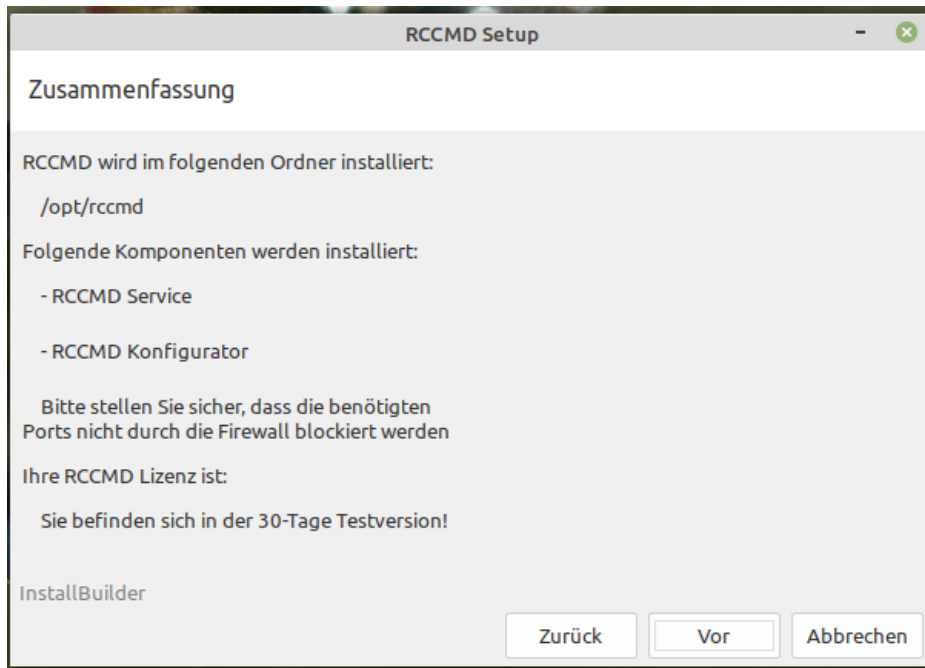 RCCMD Setup
Zusammenfassung
RCCMD wird im folgenden Ordner installiert:
/opt/rccmd
Folgende Komponenten werden installiert:
- RCCMD Service
- RCCMD Konfigurator
Bitte stellen Sie sicher, dass die benötigten
Ports nicht durch die Firewall blockiert werden
Ihre RCCMD Lizenz ist:
Sie befinden sich in der 30-Tage Testversion!
InstallBuilder
Zurück Vor Abbrechen